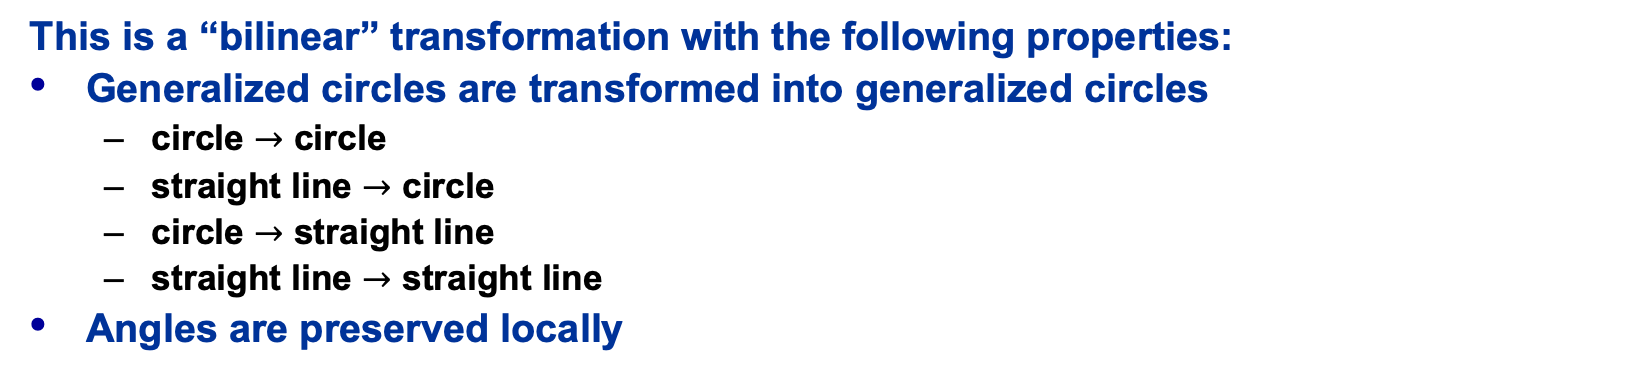 This is a “bilinear” transformation with the following properties:
• Generalized circles are transformed into generalized circles
– circle → circle
– straight line → circle
– circle → straight line
– straight line → straight line
• Angles are preserved locally